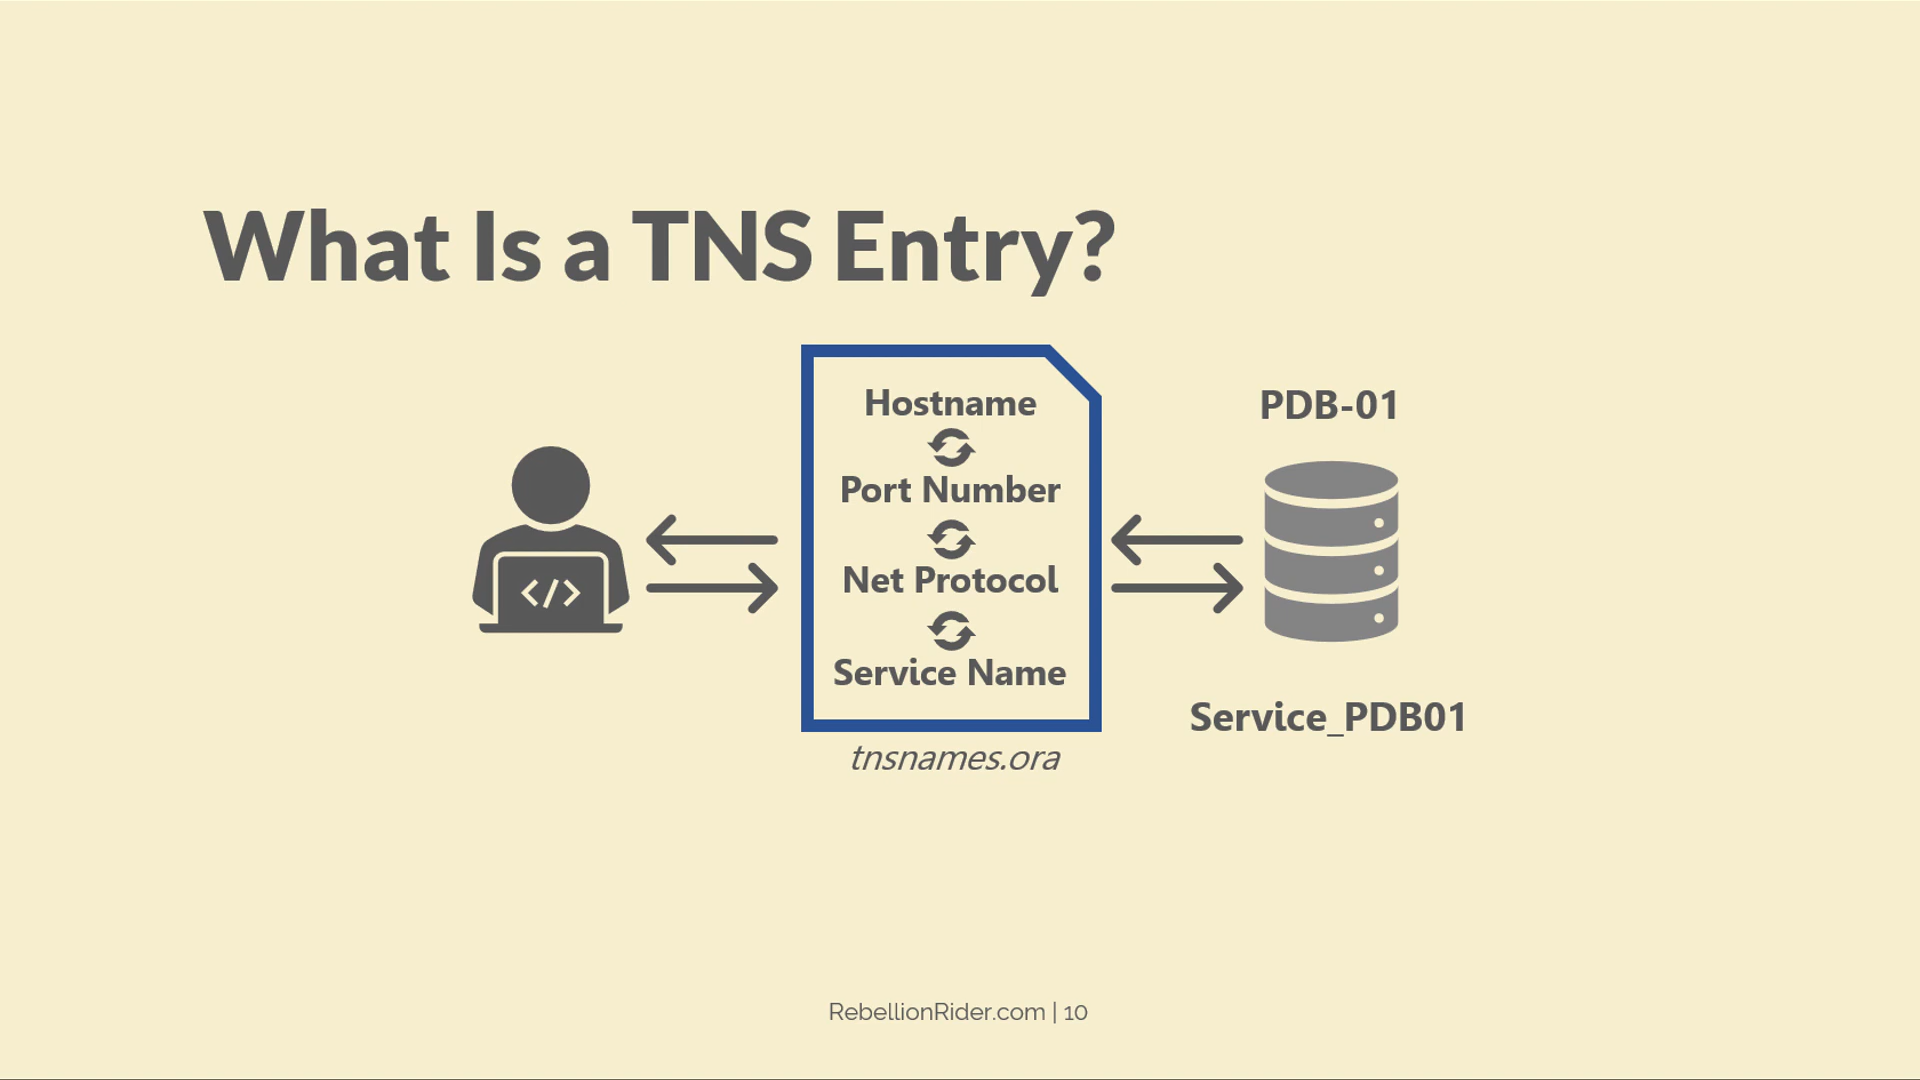 What Is a TNS Entry?
Hostname
Port Number
Net Protocol
Service Name
tnsnames.ora
PDB-01
</>
Service_PDB01
RebellionRider.com | 10